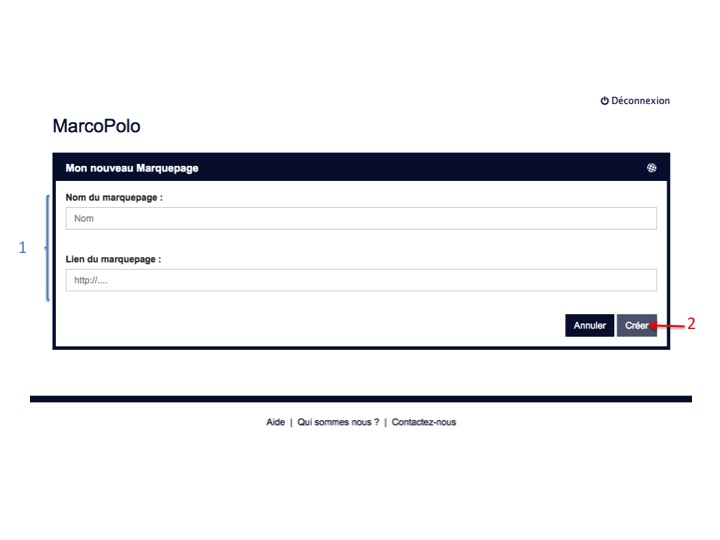 Déconnexion
MarcoPolo
Mon nouveau Marquepage
Nom du marquepage :
Nom
1
Lien du marquepage :
http://....
Annuler Créer 2
Aide | Qui sommes nous ? | Contactez-nous